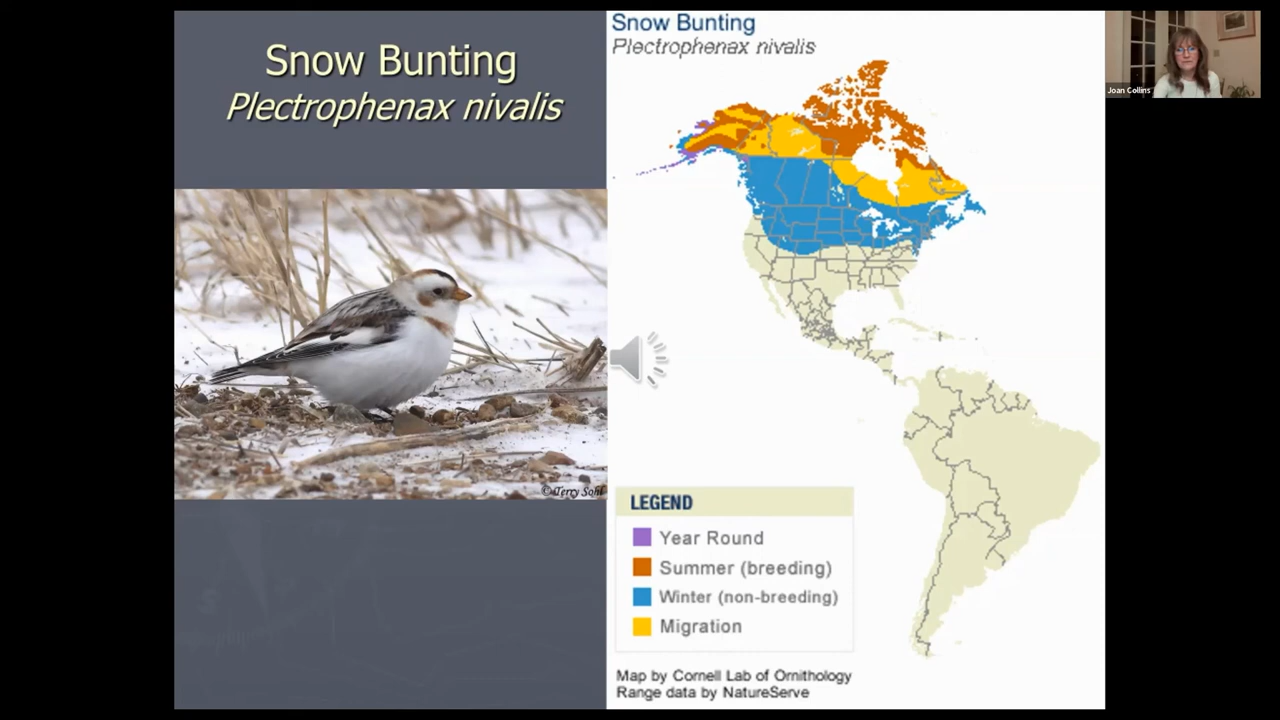 Snow Bunting
Plectrophenax nivalis
©Terry Sohl
Snow Bunting
Plectrophenax nivalis
LEGEND
Year Round
Summer (breeding)
Winter (non-breeding)
Migration
Map by Cornell Lab of Ornithology
Range data by NatureServe
Joan Collins